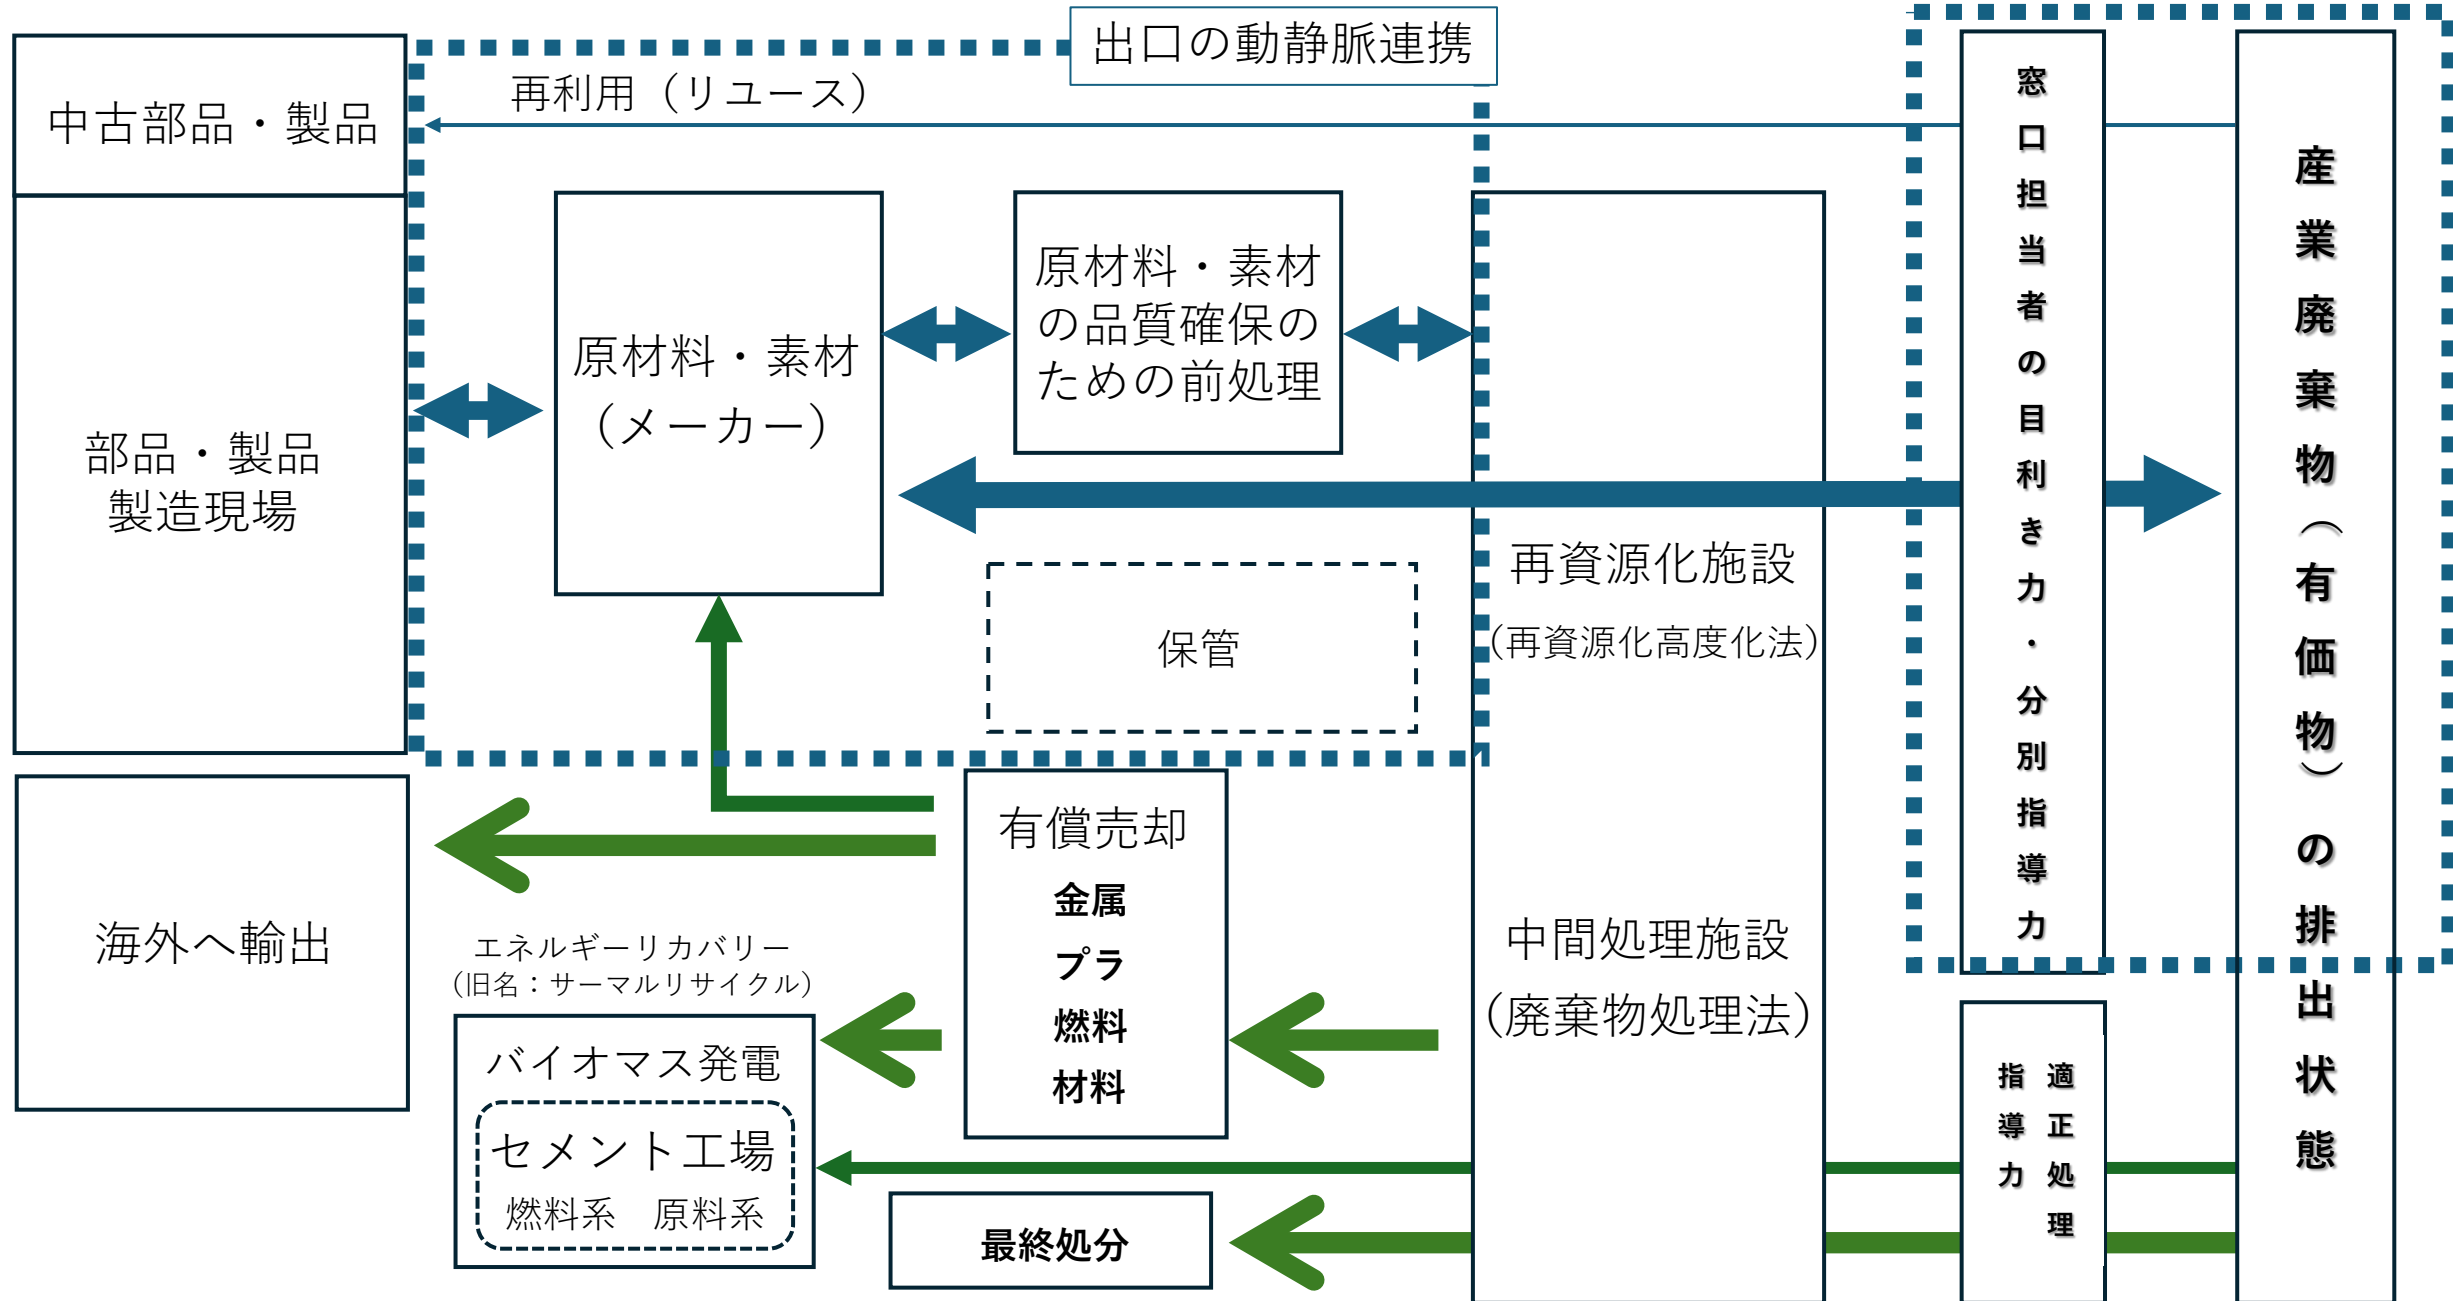 出口の動静脈連携
再利用（リユース）
中古部品・製品
部品・製品
製造現場
原材料・素材
（メーカー）
原材料・素材
の品質確保の
ための前処理
保管
再資源化施設
（再資源化高度化法）
中間処理施設
（廃棄物処理法）
窓口担当者の目利き力・分別指導力
産業廃棄物（有価物）の排出状態
適正処理
指導力
海外へ輸出
有償売却
金属
プラ
燃料
材料
エネルギーリカバリー
（旧名：サーマルリサイクル）
バイオマス発電
セメント工場
燃料系　原料系
最終処分